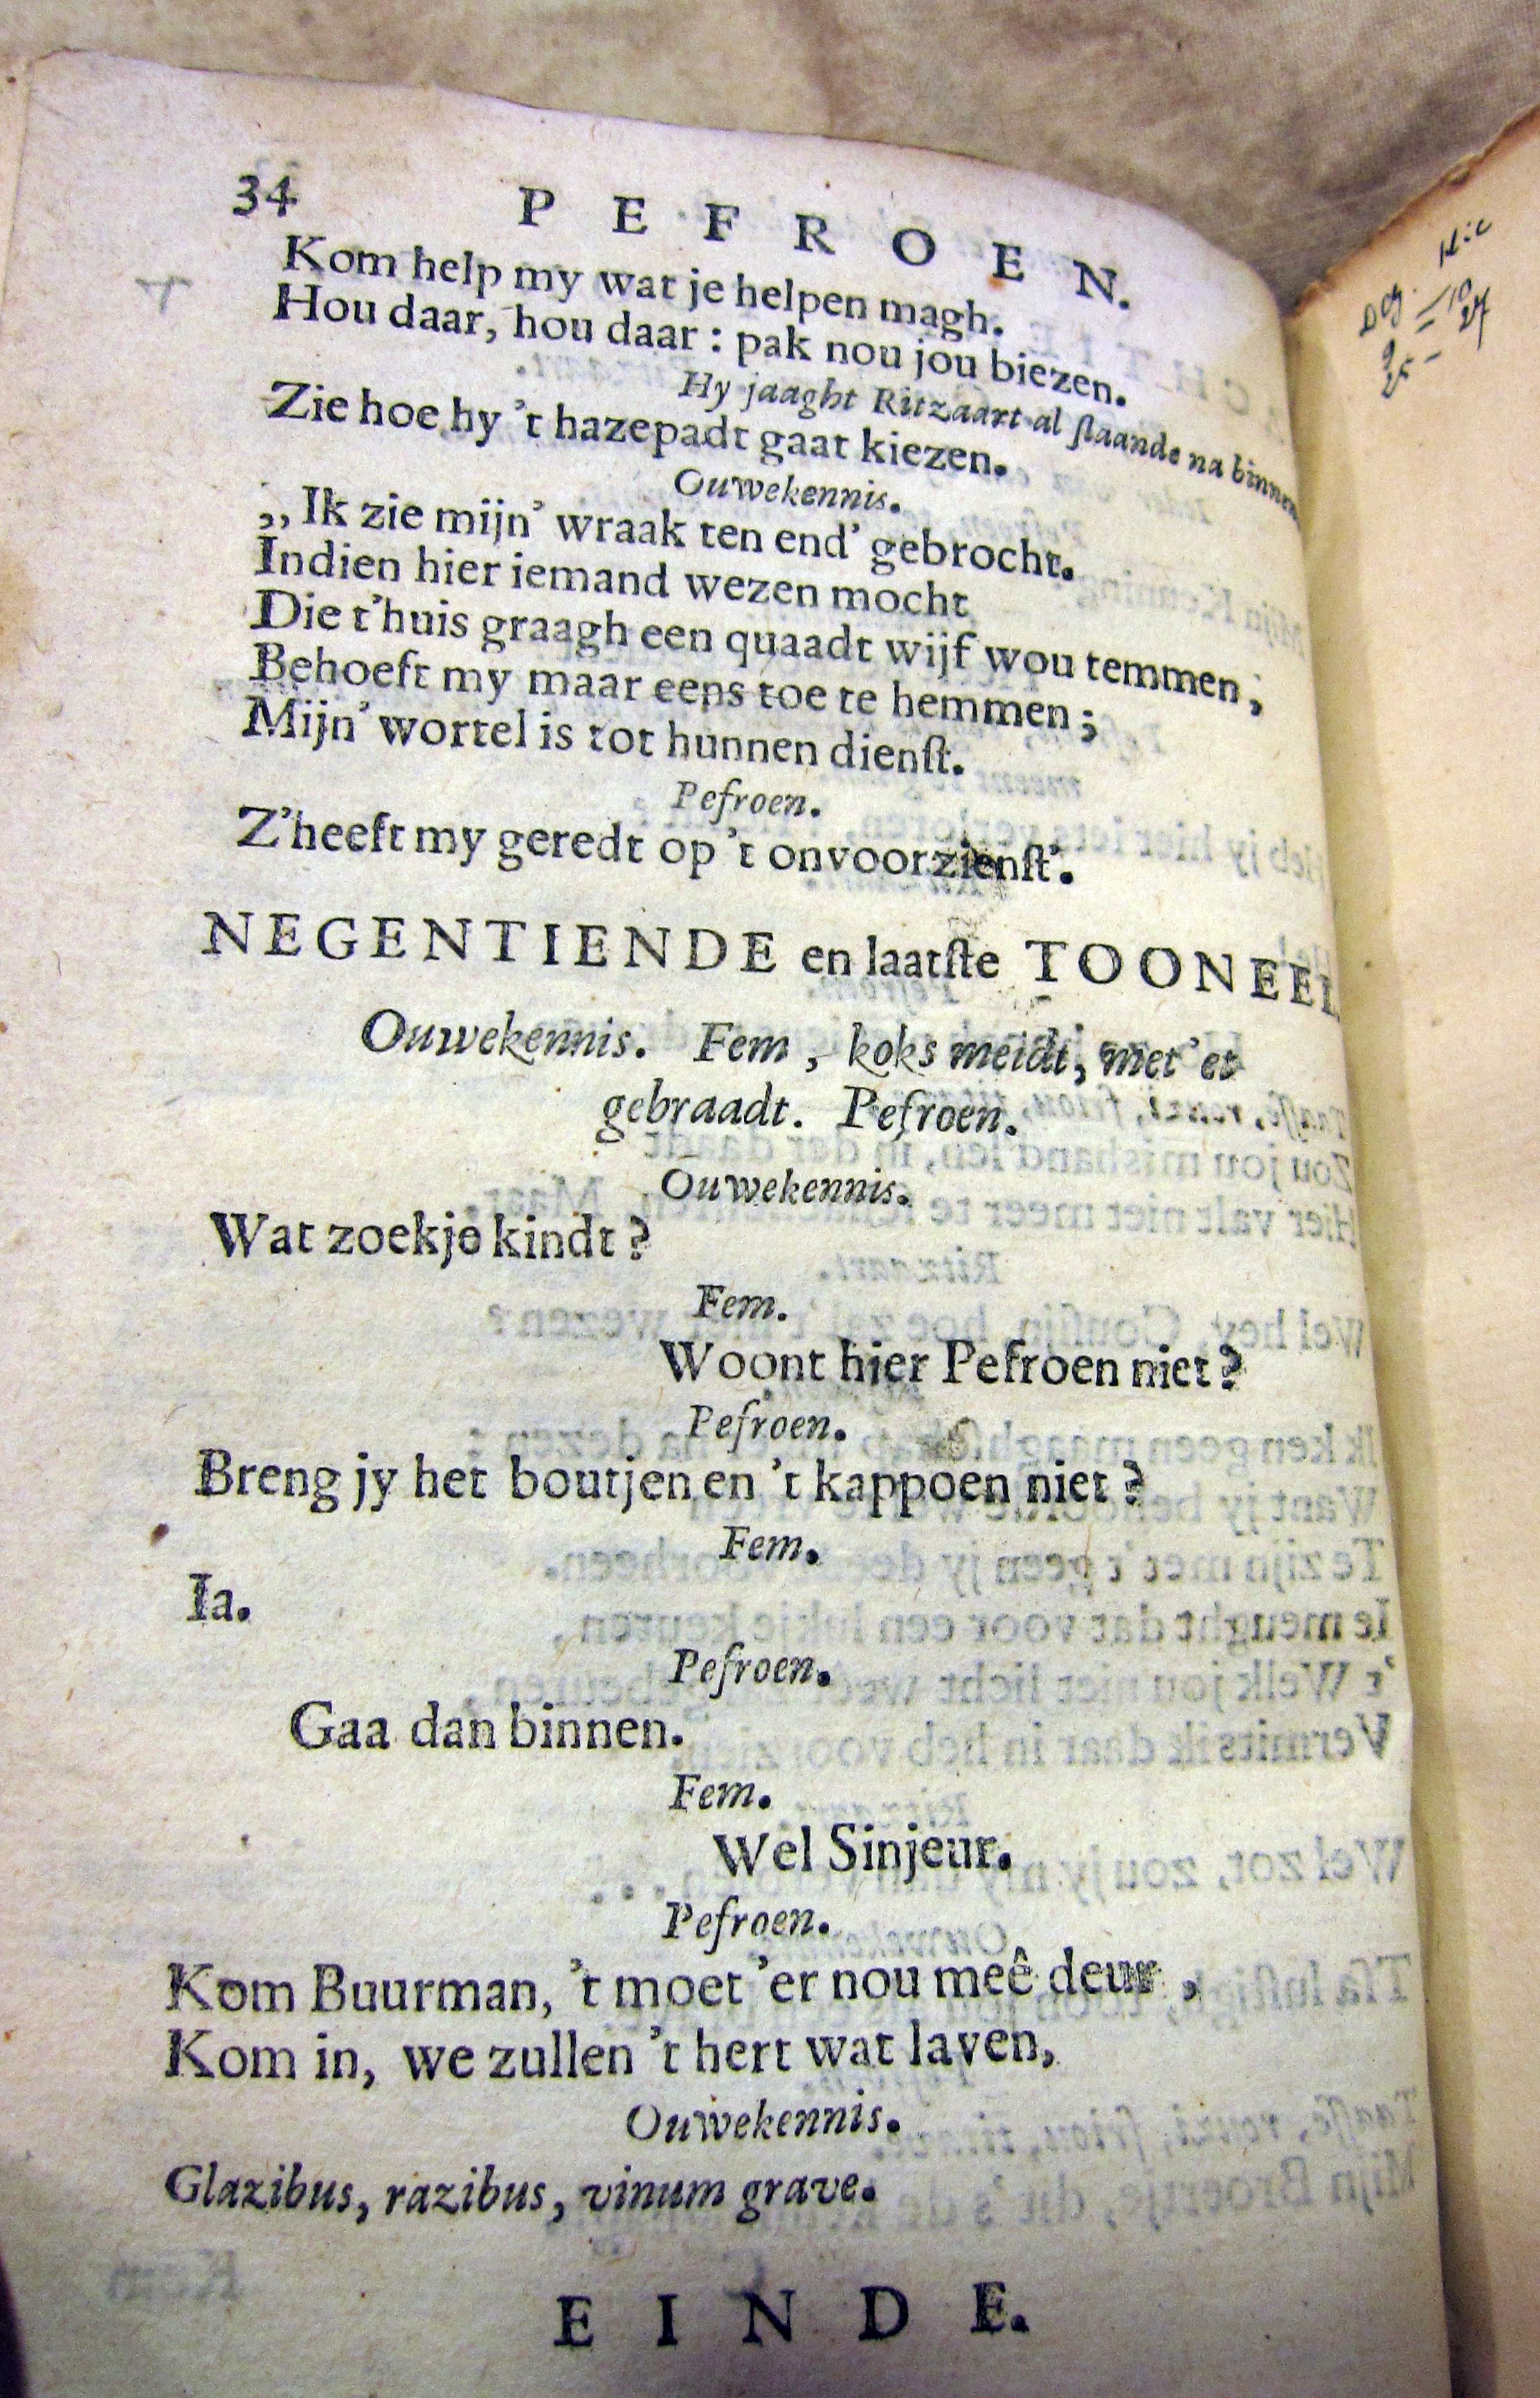 34 PEFROEN.
Kom help my wat je helpen magh.
Hou daar, hou daar : pak nou jou biezen.
Hy jaaght Ritzaart al ſlaande na binnen
Zie hoe hy 't hazepadt gaat kiezen.
Ouwekennis.
,, Ik zie mijn' wraak ten end' gebrocht.
Indien hier iemand wezen mocht
Die t'huis graagh een quaadt wijf wou temmen,
Behoeft my maar eens toe te hemmen;
Mijn' wortel is tot hunnen dienſt.
Pefroen.
Z'heeft my geredt op 't onvoorzienſt'.
NEGENTIENDE en laatſte TOONEEL
Ouwekennis. Fem, koks meidt, met'et
gebraadt. Pefroen.
Ouwekennis.
Wat zoekje kindt?
Fem.
Woont hier Pefroen niet?
Pefroen.
Breng jy het boutjen en 't kappoen niet?
Fem.
Ia.
Pefroen.
Gaa dan binnen.
Fem.
Wel Sinjeur.
Pefroen.
Kom Buurman, 't moet 'er nou meê deur,
Kom in, we zullen 't hert wat laven,
Ouwekennis.
Glazibus, razibus, vinum grave.
EINDE.